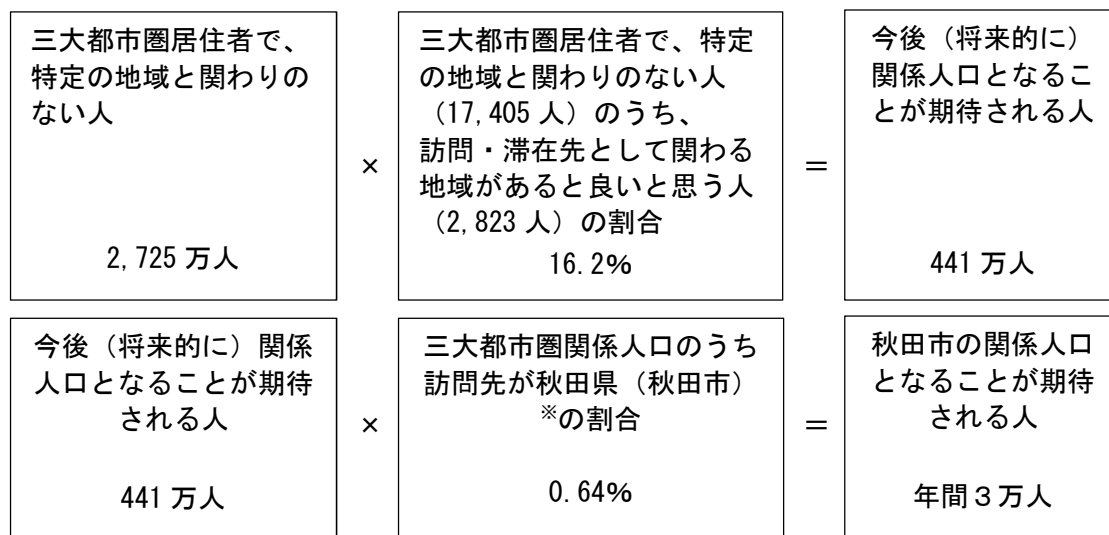 三大都市圏居住者で、
特定の地域と関わりの
ない人
2,725 万人
×
三大都市圏居住者で、特定
の地域と関わりのない人
（17,405 人）のうち、
訪問・滞在先として関わる
地域があると良いと思う人
（2,823 人）の割合
16.2％
＝
今後（将来的に）
関係人口となるこ
とが期待される人
441 万人
今後（将来的に）関係
人口となることが期待
される人
441 万人
×
三大都市圏関係人口のうち
訪問先が秋田県（秋田市）
※の割合
0.64％
＝
秋田市の関係人口
となることが期待
される人
年間３万人